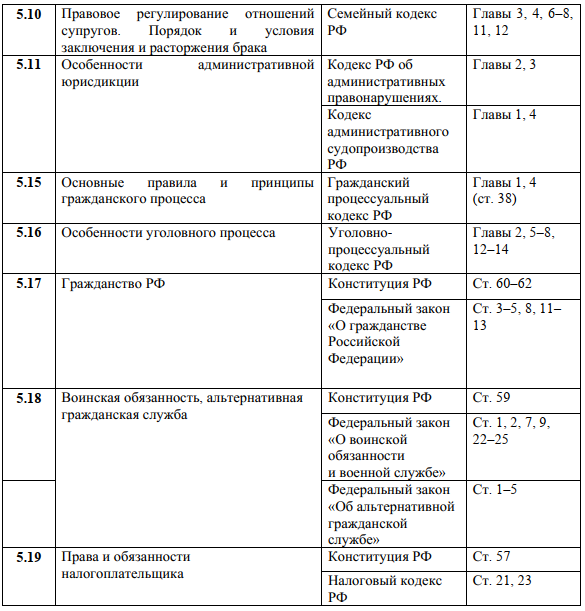 5.10
Правовое регулирование отношений
супругов. Порядок и условия
заключения и расторжения брака
Семейный кодекс
РФ
Главы 3, 4, 6–8,
11, 12
5.11
Особенности административной
юрисдикции
Кодекс РФ об
административных
правонарушениях.
Главы 2, 3
Кодекс
административного
судопроизводства
РФ
Главы 1, 4
5.15
Основные правила и принципы
гражданского процесса
Гражданский
процессуальный
кодекс РФ
Главы 1, 4
(ст. 38)
5.16
Особенности уголовного процесса
Уголовно-
процессуальный
кодекс РФ
Главы 2, 5–8,
12–14
5.17
Гражданство РФ
Конституция РФ
Ст. 60–62
Федеральный закон
«О гражданстве
Российской
Федерации»
Ст. 3–5, 8, 11–
13
5.18
Воинская обязанность, альтернативная
гражданская служба
Конституция РФ
Ст. 59
Федеральный закон
«О воинской
обязанности
и военной службе»
Ст. 1, 2, 7, 9,
22–25
Федеральный закон
«Об альтернативной
гражданской
службе»
Ст. 1–5
5.19
Права и обязанности
налогоплательщика
Конституция РФ
Ст. 57
Налоговый кодекс
РФ
Ст. 21, 23